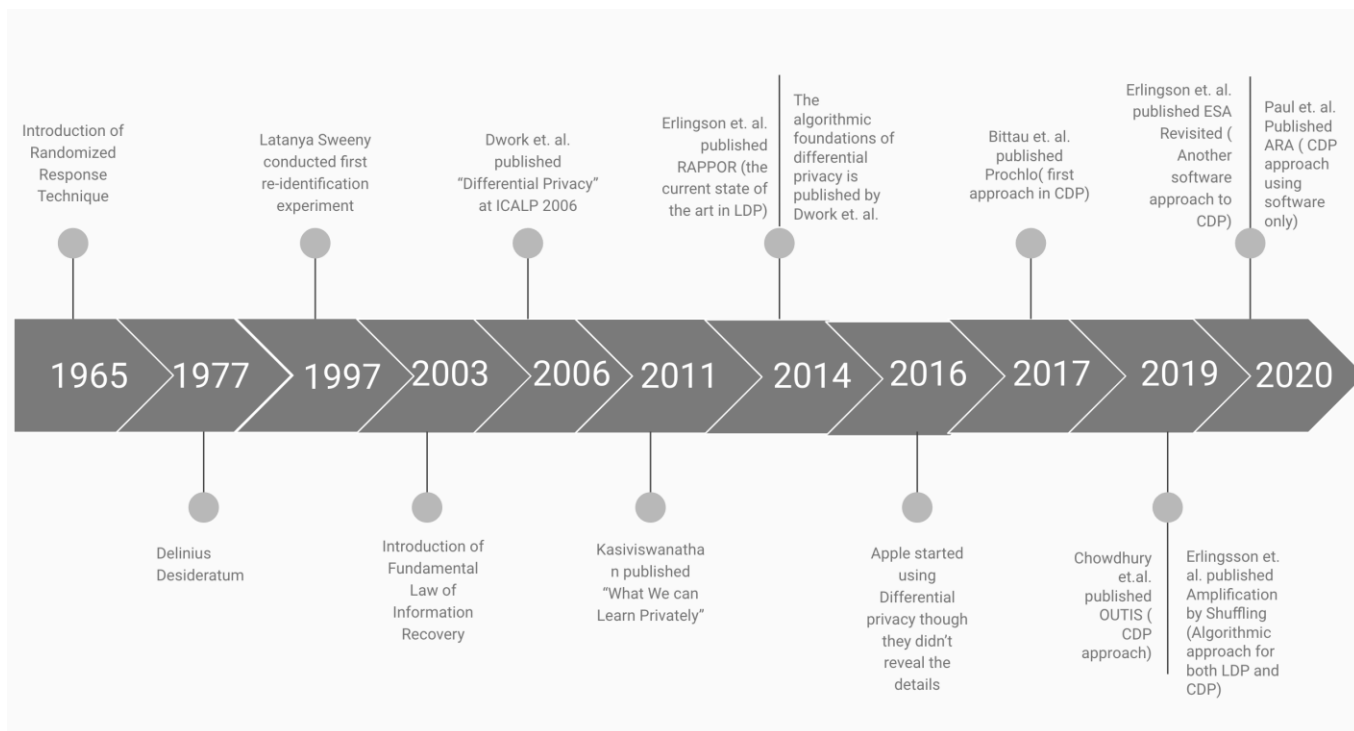 Introduction of
Randomized
Response
Technique
Latanya Sweeny
conducted first
re-identification
experiment
Dwork et. al.
published
“Differential Privacy”
at ICALP 2006
Erlingson et. al.
published
RAPPOR (the
current state of
the art in LDP)
The
algorithmic
foundations of
differential
privacy is
published by
Dwork et. al.
Bittau et. al.
published
Prochlo( first
approach in CDP)
Erlingson et. al.
published ESA
Revisited (
Another
software
approach to
CDP)
Paul et. al.
Published
ARA ( CDP
approach
using
software
only)
1965
1977
1997
2003
2006
2011
2014
2016
2017
2019
2020
Delinius
Desideratum
Introduction of
Fundamental
Law of
Information
Recovery
Kasiviswanatha
n published
“What We can
Learn Privately”
Apple started
using
Differential
privacy though
they didn’t
reveal the
details
Chowdhury
et.al.
published
OUTIS (
CDP
approach)
Erlingsson et.
al. published
Amplification
by Shuffling
(Algorithmic
approach for
both LDP and
CDP)